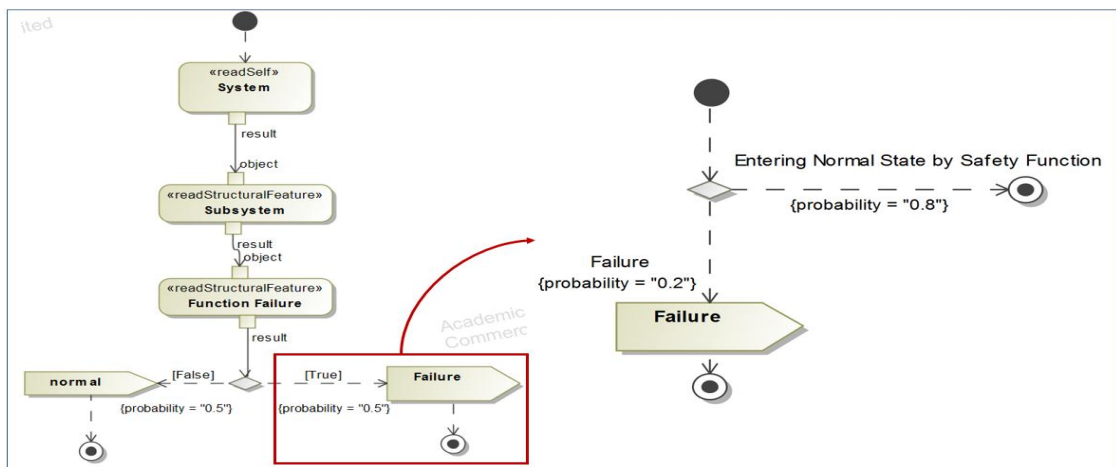 ited
«readSelf»
System
result
object
«readStructuralFeature»
Subsystem
result
object
«readStructuralFeature»
Function Failure
Academic
Commerc
result
[False]
[True]
normal
Failure
{probability = "0.5"}
{probability = "0.5"}
Entering Normal State by Safety Function
{probability = "0.8"}
Failure
{probability = "0.2"}
Failure